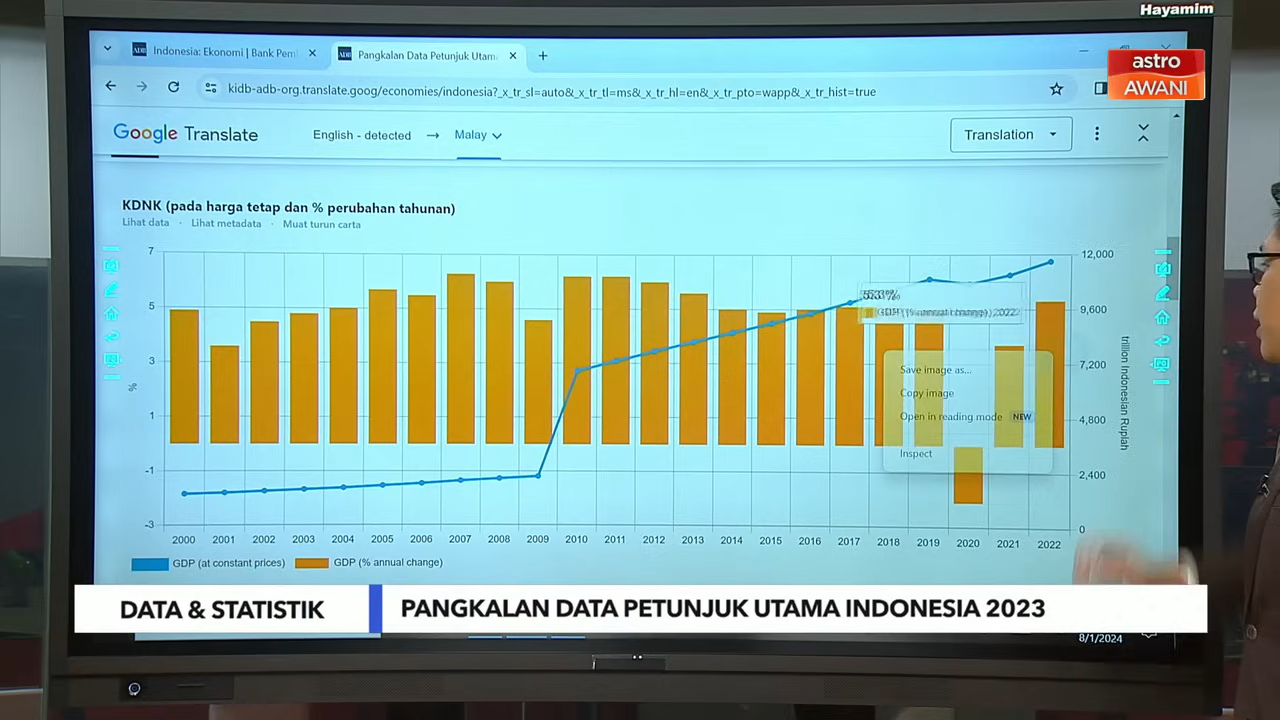 Hayamim
Indonesia: Ekonomi | Bank Pem
Pangkalan Data Petunjuk Utam
astro
AWANI
kidb-adb-org.translate.goog/economies/indonesia?_x_tr_sl=auto&_x_tr_tl=ms&_x_tr_hl=en&_x_tr_pto=wapp&_x_tr_hist=true
Google Translate
English - detected → Malay
Translation
KDNK (pada harga tetap dan % perubahan tahunan)
Lihat data · Lihat metadata · Muat turun carta
7
5
3
1
-1
-3
%
12,000
9,600
7,200
4,800
2,400
0
trillion Indonesian Rupiah
GDP (% annual change), 2022
Save image as...
Copy image
Open in reading mode NEW
Inspect
2000 2001 2002 2003 2004 2005 2006 2007 2008 2009 2010 2011 2012 2013 2014 2015 2016 2017 2018 2019 2020 2021 2022
GDP (at constant prices) GDP (% annual change)
DATA & STATISTIK
PANGKALAN DATA PETUNJUK UTAMA INDONESIA 2023
8/1/2024